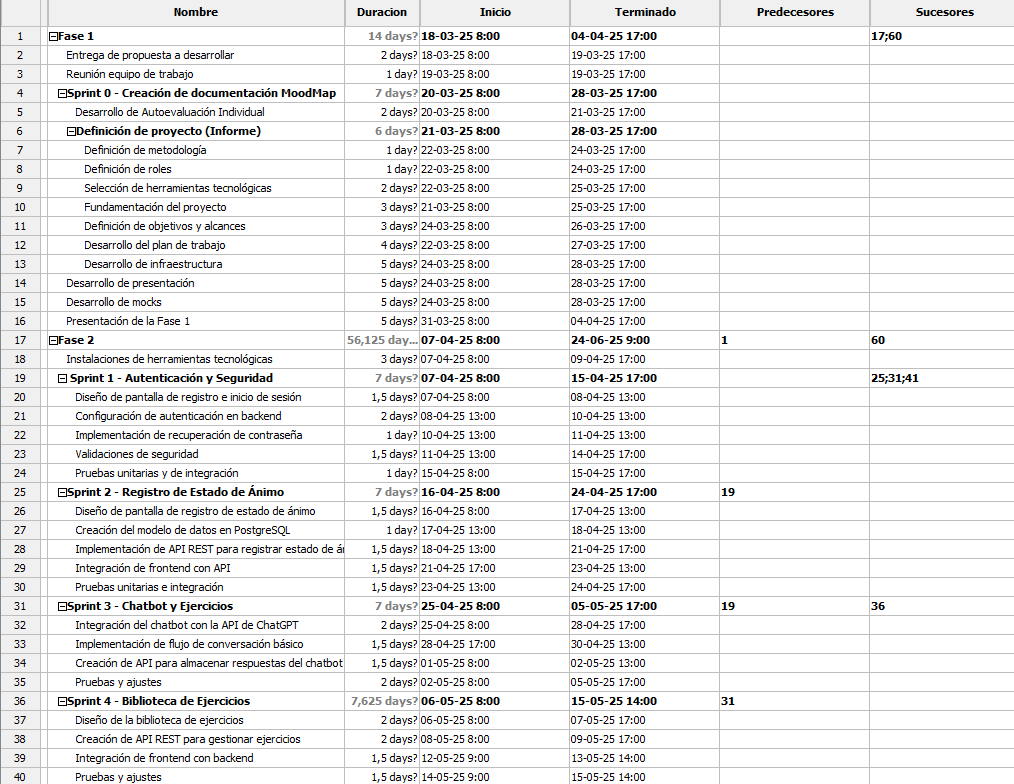 Nombre Duracion Inicio Terminado Predecesores Sucesores
1 Fase 1 14 days? 18-03-25 8:00 04-04-25 17:00 17;60
2 Entrega de propuesta a desarrollar 2 days? 18-03-25 8:00 19-03-25 17:00
3 Reunión equipo de trabajo 1 day? 19-03-25 8:00 19-03-25 17:00
4 Sprint 0 - Creación de documentación MoodMap 7 days? 20-03-25 8:00 28-03-25 17:00
5 Desarrollo de Autoevaluación Individual 2 days? 20-03-25 8:00 21-03-25 17:00
6 Definición de proyecto (Informe) 6 days? 21-03-25 8:00 28-03-25 17:00
7 Definición de metodología 1 day? 22-03-25 8:00 24-03-25 17:00
8 Definición de roles 1 day? 22-03-25 8:00 24-03-25 17:00
9 Selección de herramientas tecnológicas 2 days? 22-03-25 8:00 25-03-25 17:00
10 Fundamentación del proyecto 3 days? 21-03-25 8:00 25-03-25 17:00
11 Definición de objetivos y alcances 3 days? 24-03-25 8:00 26-03-25 17:00
12 Desarrollo del plan de trabajo 4 days? 22-03-25 8:00 27-03-25 17:00
13 Desarrollo de infraestructura 5 days? 24-03-25 8:00 28-03-25 17:00
14 Desarrollo de presentación 5 days? 24-03-25 8:00 28-03-25 17:00
15 Desarrollo de mocks 5 days? 24-03-25 8:00 28-03-25 17:00
16 Presentación de la Fase 1 5 days? 31-03-25 8:00 04-04-25 17:00
17 Fase 2 56,125 day... 07-04-25 8:00 24-06-25 9:00 1 60
18 Instalaciones de herramientas tecnológicas 3 days? 07-04-25 8:00 09-04-25 17:00
19 Sprint 1 - Autenticación y Seguridad 7 days? 07-04-25 8:00 15-04-25 17:00 25;31;41
20 Diseño de pantalla de registro e inicio de sesión 1,5 days? 07-04-25 8:00 08-04-25 13:00
21 Configuración de autenticación en backend 2 days? 08-04-25 13:00 10-04-25 13:00
22 Implementación de recuperación de contraseña 1 day? 10-04-25 13:00 11-04-25 13:00
23 Validaciones de seguridad 1,5 days? 11-04-25 13:00 14-04-25 17:00
24 Pruebas unitarias y de integración 1 day? 15-04-25 8:00 15-04-25 17:00
25 Sprint 2 - Registro de Estado de Ánimo 7 days? 16-04-25 8:00 24-04-25 17:00 19
26 Diseño de pantalla de registro de estado de ánimo 1,5 days? 16-04-25 8:00 17-04-25 13:00
27 Creación del modelo de datos en PostgreSQL 1 day? 17-04-25 13:00 18-04-25 13:00
28 Implementación de API REST para registrar estado de 1,5 days? 18-04-25 13:00 21-04-25 17:00
29 Integración de frontend con API 1,5 days? 21-04-25 17:00 23-04-25 13:00
30 Pruebas unitarias e integración 1,5 days? 23-04-25 13:00 24-04-25 17:00
31 Sprint 3 - Chatbot y Ejercicios 7 days? 25-04-25 8:00 05-05-25 17:00 19 36
32 Integración del chatbot con la API de ChatGPT 2 days? 25-04-25 8:00 28-04-25 17:00
33 Implementación de flujo de conversación básico 1,5 days? 28-04-25 17:00 30-04-25 13:00
34 Creación de API para almacenar respuestas del chatbot 1,5 days? 01-05-25 8:00 02-05-25 13:00
35 Pruebas y ajustes 2 days? 02-05-25 8:00 05-05-25 17:00
36 Sprint 4 - Biblioteca de Ejercicios 7,625 days? 06-05-25 8:00 15-05-25 14:00 31
37 Diseño de la biblioteca de ejercicios 2 days? 06-05-25 8:00 07-05-25 17:00
38 Creación de API REST para gestionar ejercicios 2 days? 08-05-25 8:00 09-05-25 17:00
39 Integración de frontend con backend 1,5 days? 12-05-25 9:00 13-05-25 14:00
40 Pruebas y ajustes 1,5 days? 14-05-25 9:00 15-05-25 14:00